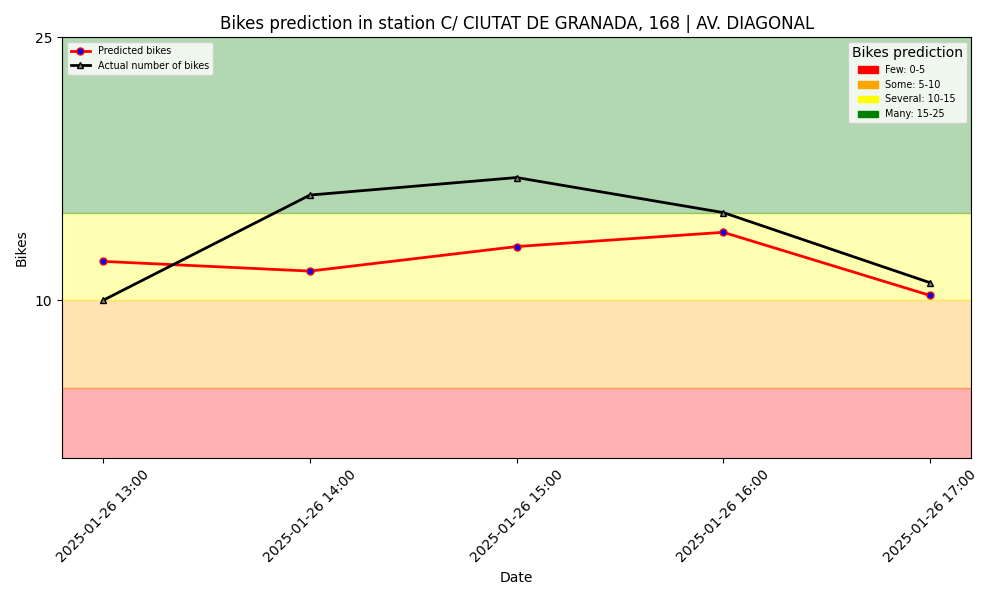 Bikes prediction in station C/ CIUTAT DE GRANADA, 168 | AV. DIAGONAL
25
10
Bikes
Predicted bikes
Actual number of bikes
Bikes prediction
Few: 0-5
Some: 5-10
Several: 10-15
Many: 15-25
2025-01-26 13:00
2025-01-26 14:00
2025-01-26 15:00
2025-01-26 16:00
2025-01-26 17:00
Date